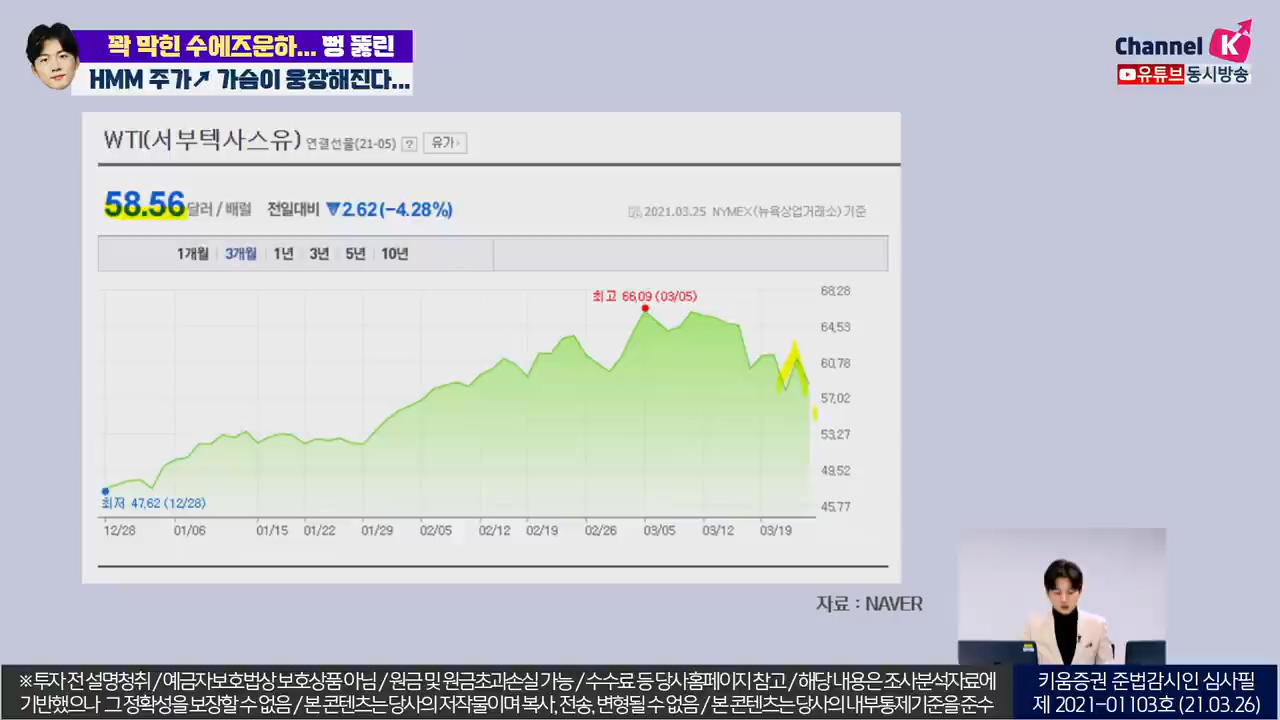 꽉 막힌 수에즈운하... 뻥 뚫린
HMM 주가↗ 가슴이 웅장해진다...
Channel K
유튜브동시방송
WTI(서부텍사스유) 연결선물(21-05) ? 유가
58.56달러 / 배럴 전일대비 ▼2.62(-4.28%)
2021.03.25 NYMEX(뉴욕상업거래소) 기준
1개월 3개월 1년 3년 5년 10년
최고 66,09 (03/05)
68,28
64,53
60,78
57,02
53,27
49,52
45,77
최저 47,62 (12/28)
12/28 01/06 01/15 01/22 01/29 02/05 02/12 02/19 02/26 03/05 03/12 03/19
자료 : NAVER
※ 투자 전 설명청취 / 예금자보호법상 보호상품 아님 / 원금 및 원금초과손실 가능 / 수수료 등 당사홈페이지 참고 / 해당 내용은 조사분석자료에
기반했으나 그 정확성을 보장할 수 없음 / 본 콘텐츠는 당사의 저작물이며 복사, 전송, 변형될 수 없음 / 본 콘텐츠는 당사의 내부통제기준을 준수
키움증권 준법감시인 심사필
제 2021-01103호 (21.03.26)